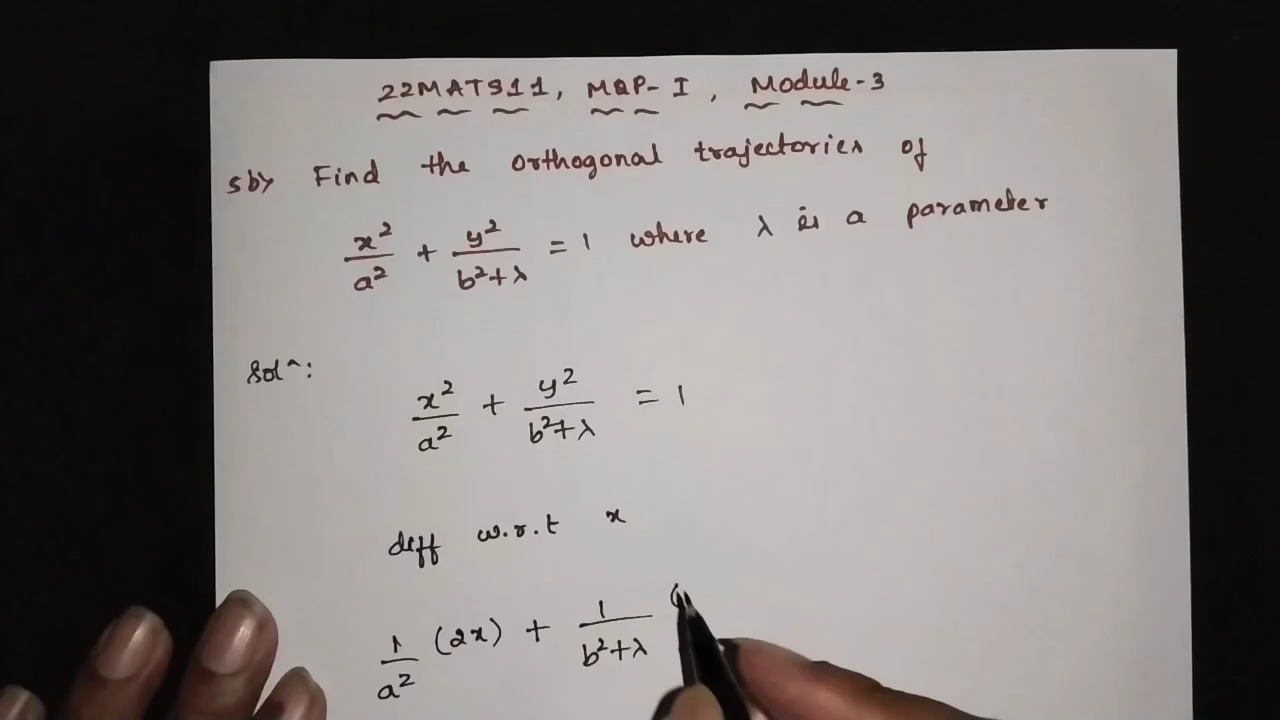 22MATS11, MQP-I, Module-3
5b) Find the orthogonal trajectories of
x²/a² + y²/(b²+λ) = 1 where λ is a parameter
Solⁿ:
x²/a² + y²/(b²+λ) = 1
diff w.r.t x
1/a² (2x) + 1/(b²+λ) (